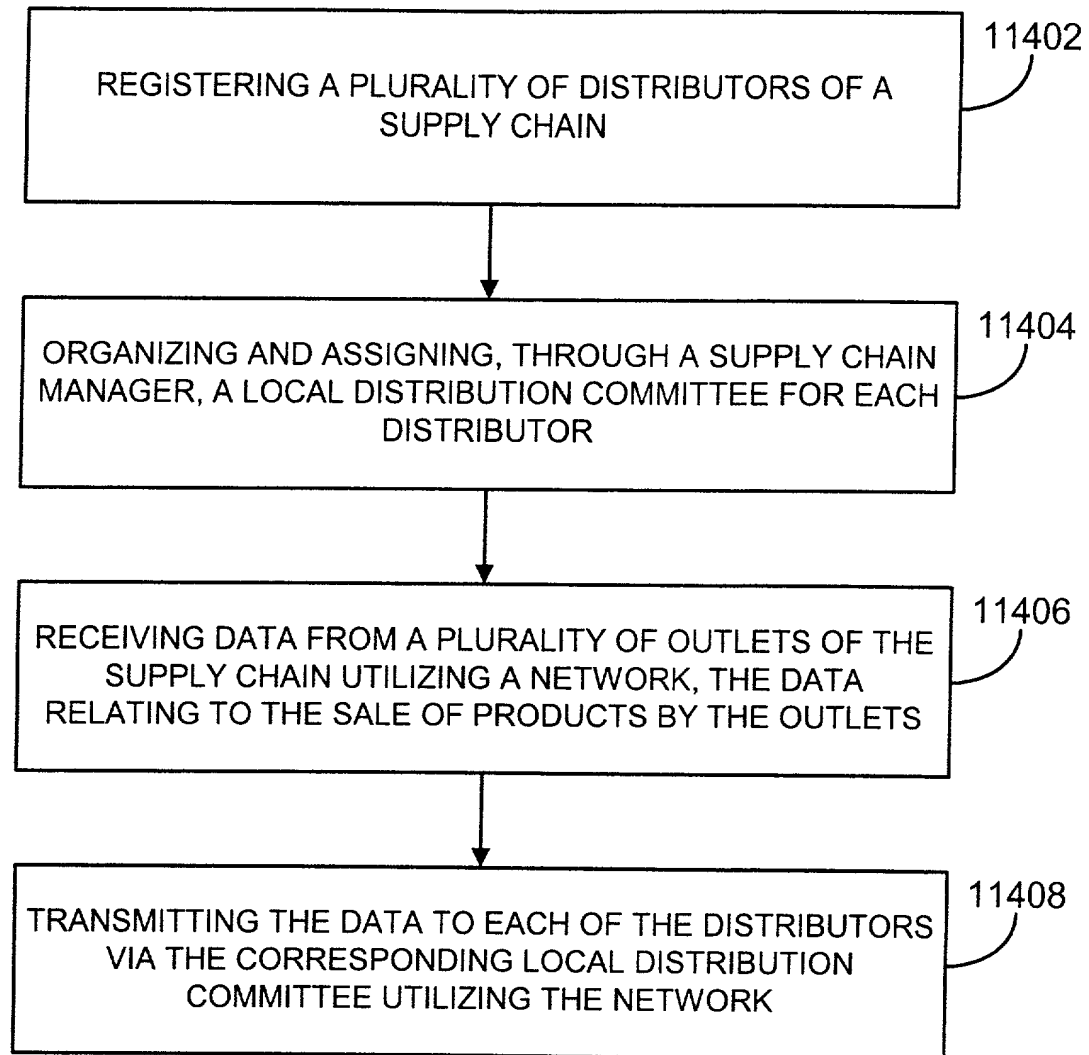 11402
REGISTERING A PLURALITY OF DISTRIBUTORS OF A
SUPPLY CHAIN
11404
ORGANIZING AND ASSIGNING, THROUGH A SUPPLY CHAIN
MANAGER, A LOCAL DISTRIBUTION COMMITTEE FOR EACH
DISTRIBUTOR
11406
RECEIVING DATA FROM A PLURALITY OF OUTLETS OF THE
SUPPLY CHAIN UTILIZING A NETWORK, THE DATA
RELATING TO THE SALE OF PRODUCTS BY THE OUTLETS
11408
TRANSMITTING THE DATA TO EACH OF THE DISTRIBUTORS
VIA THE CORRESPONDING LOCAL DISTRIBUTION
COMMITTEE UTILIZING THE NETWORK